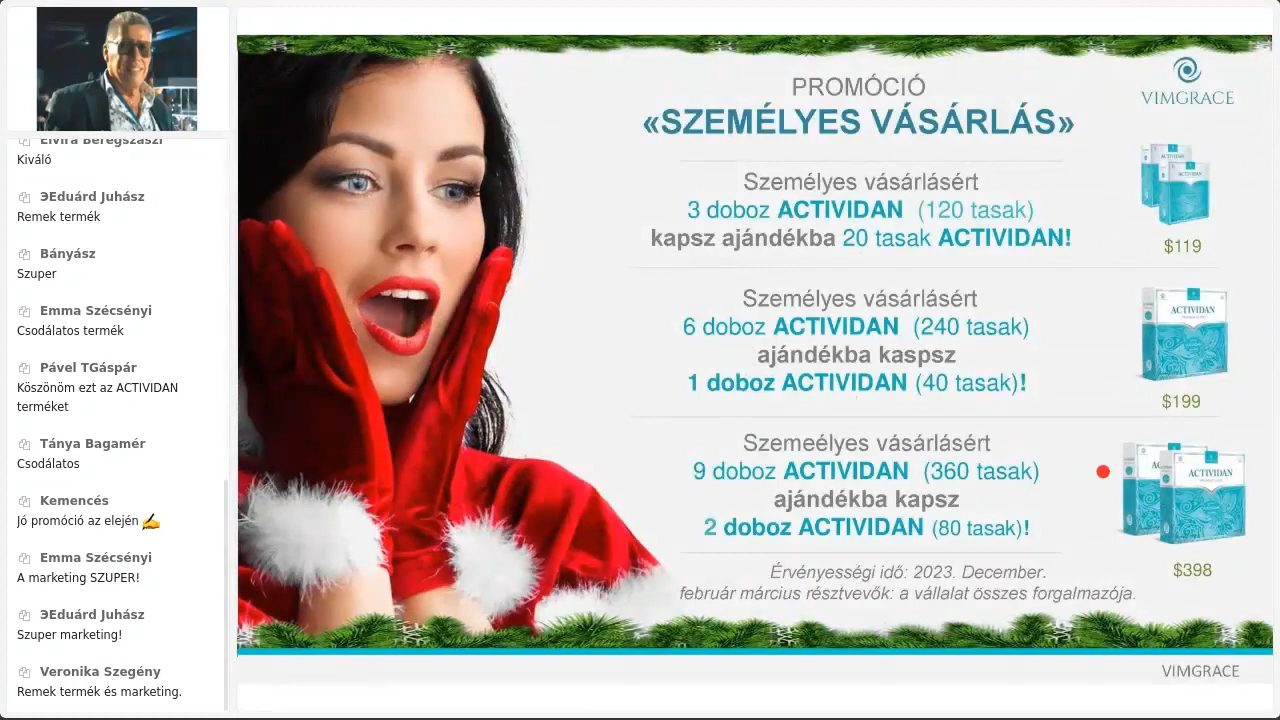 Elvira Beregszászi
Kiváló
ЭEduárd Juhász
Remek termék
Bányász
Szuper
Emma Szécsényi
Csodálatos termék
Pável TGáspár
Köszönöm ezt az ACTIVIDAN
terméket
Tánya Bagamér
Csodálatos
Kemencés
Jó promóció az elején ✍
Emma Szécsényi
A marketing SZUPER!
ЭEduárd Juhász
Szuper marketing!
Veronika Szegény
Remek termék és marketing.
PROMÓCIÓ
«SZEMÉLYES VÁSÁRLÁS»
VIMGRACE
Személyes vásárlásért
3 doboz ACTIVIDAN (120 tasak)
kapsz ajándékba 20 tasak ACTIVIDAN!
ACTIVIDAN
ACTIVIDAN
$119
Személyes vásárlásért
6 doboz ACTIVIDAN (240 tasak)
ajándékba kaspsz
1 doboz ACTIVIDAN (40 tasak)!
ACTIVIDAN
$199
Szemeélyes vásárlásért
9 doboz ACTIVIDAN (360 tasak)
ajándékba kapsz
2 doboz ACTIVIDAN (80 tasak)!
ACTIVIDAN
$398
Érvényességi idő: 2023. December.
február március résztvevők: a vállalat összes forgalmazója.
VIMGRACE